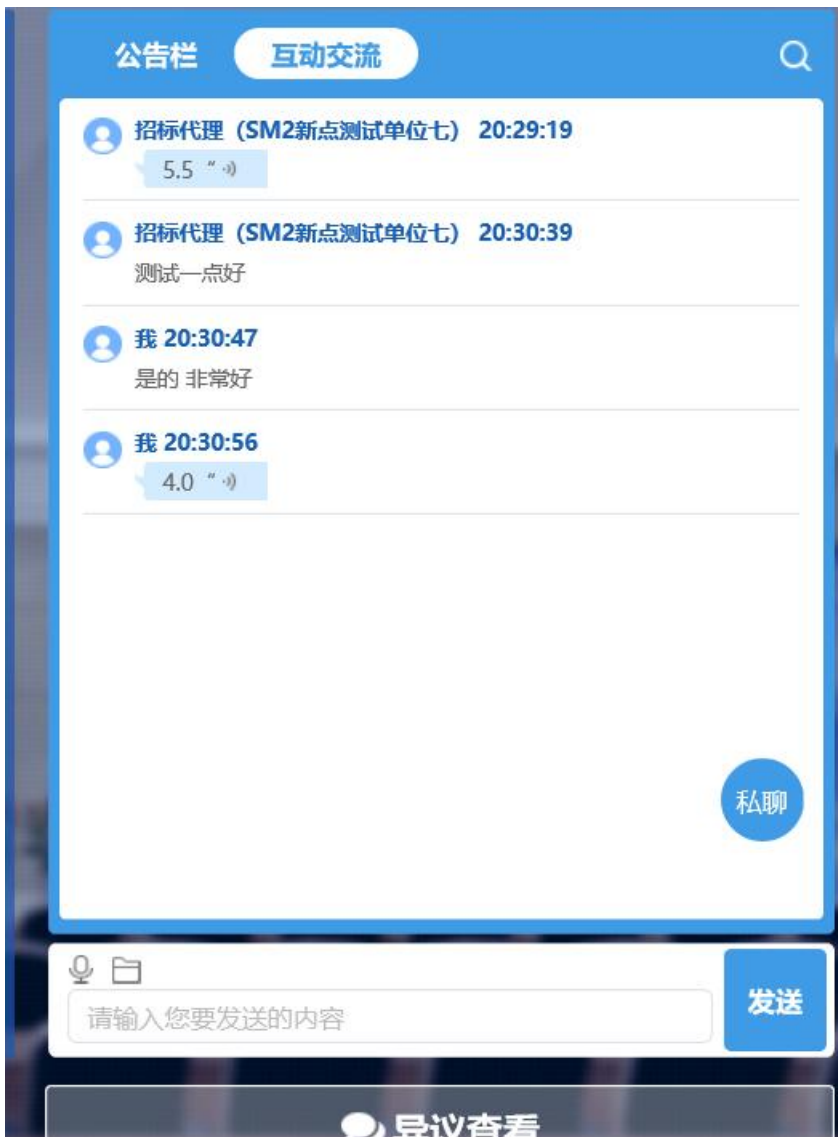 公告栏 互动交流
招标代理（SM2新点测试单位七） 20:29:19
5.5 "
招标代理（SM2新点测试单位七） 20:30:39
测试一点好
我 20:30:47
是的 非常好
我 20:30:56
4.0 "
私聊
请输入您要发送的内容
发送
异议查看